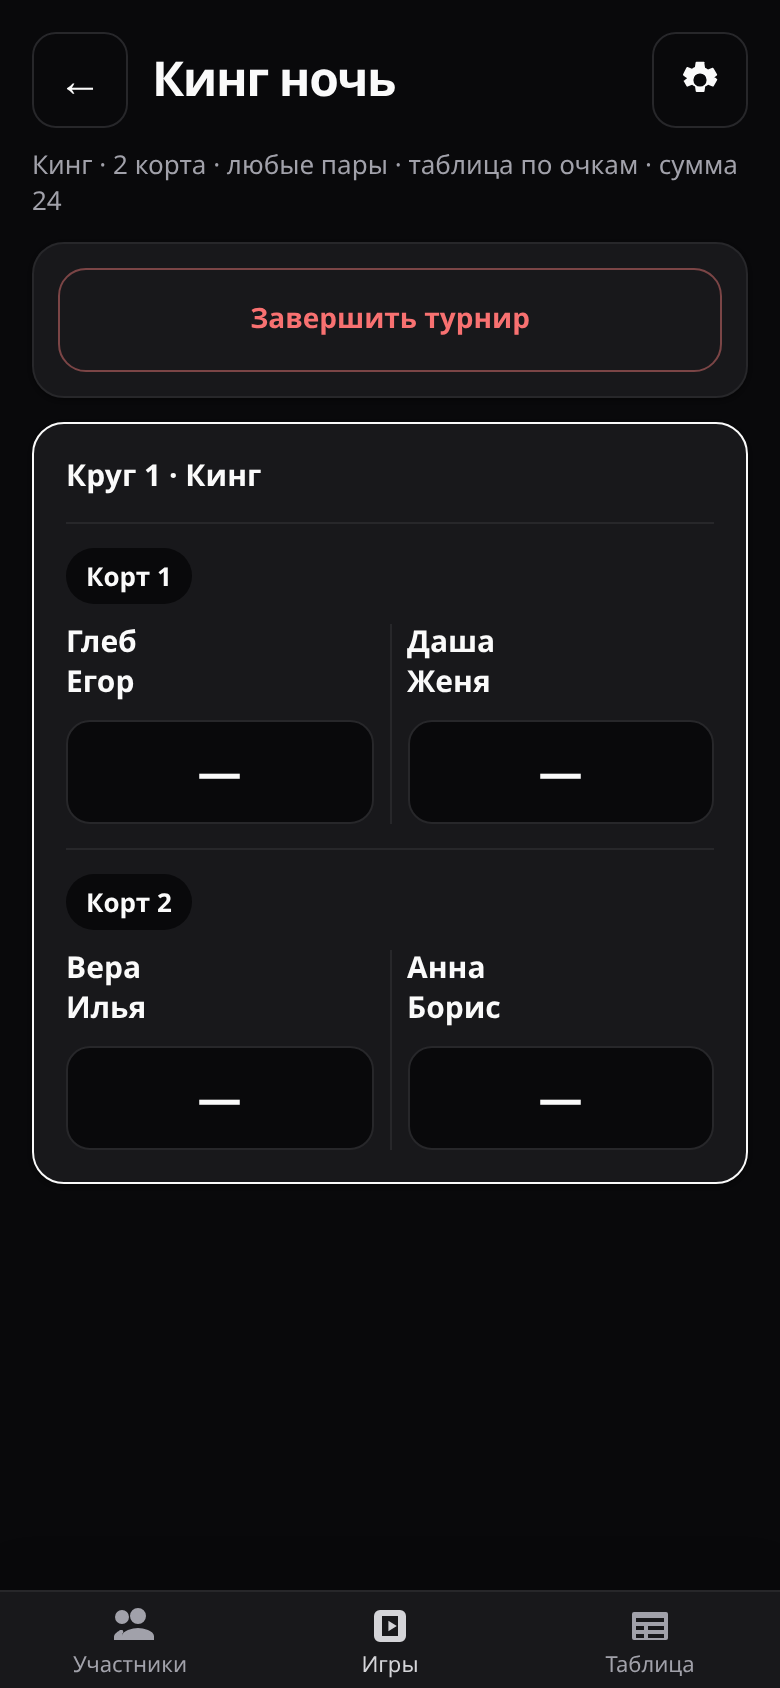 ← Кинг ночь
Кинг · 2 корта · любые пары · таблица по очкам · сумма
24
Завершить турнир
Круг 1 · Кинг
Корт 1
Глеб
Егор
Даша
Женя
—
—
Корт 2
Вера
Илья
Анна
Борис
—
—
Участники
Игры
Таблица